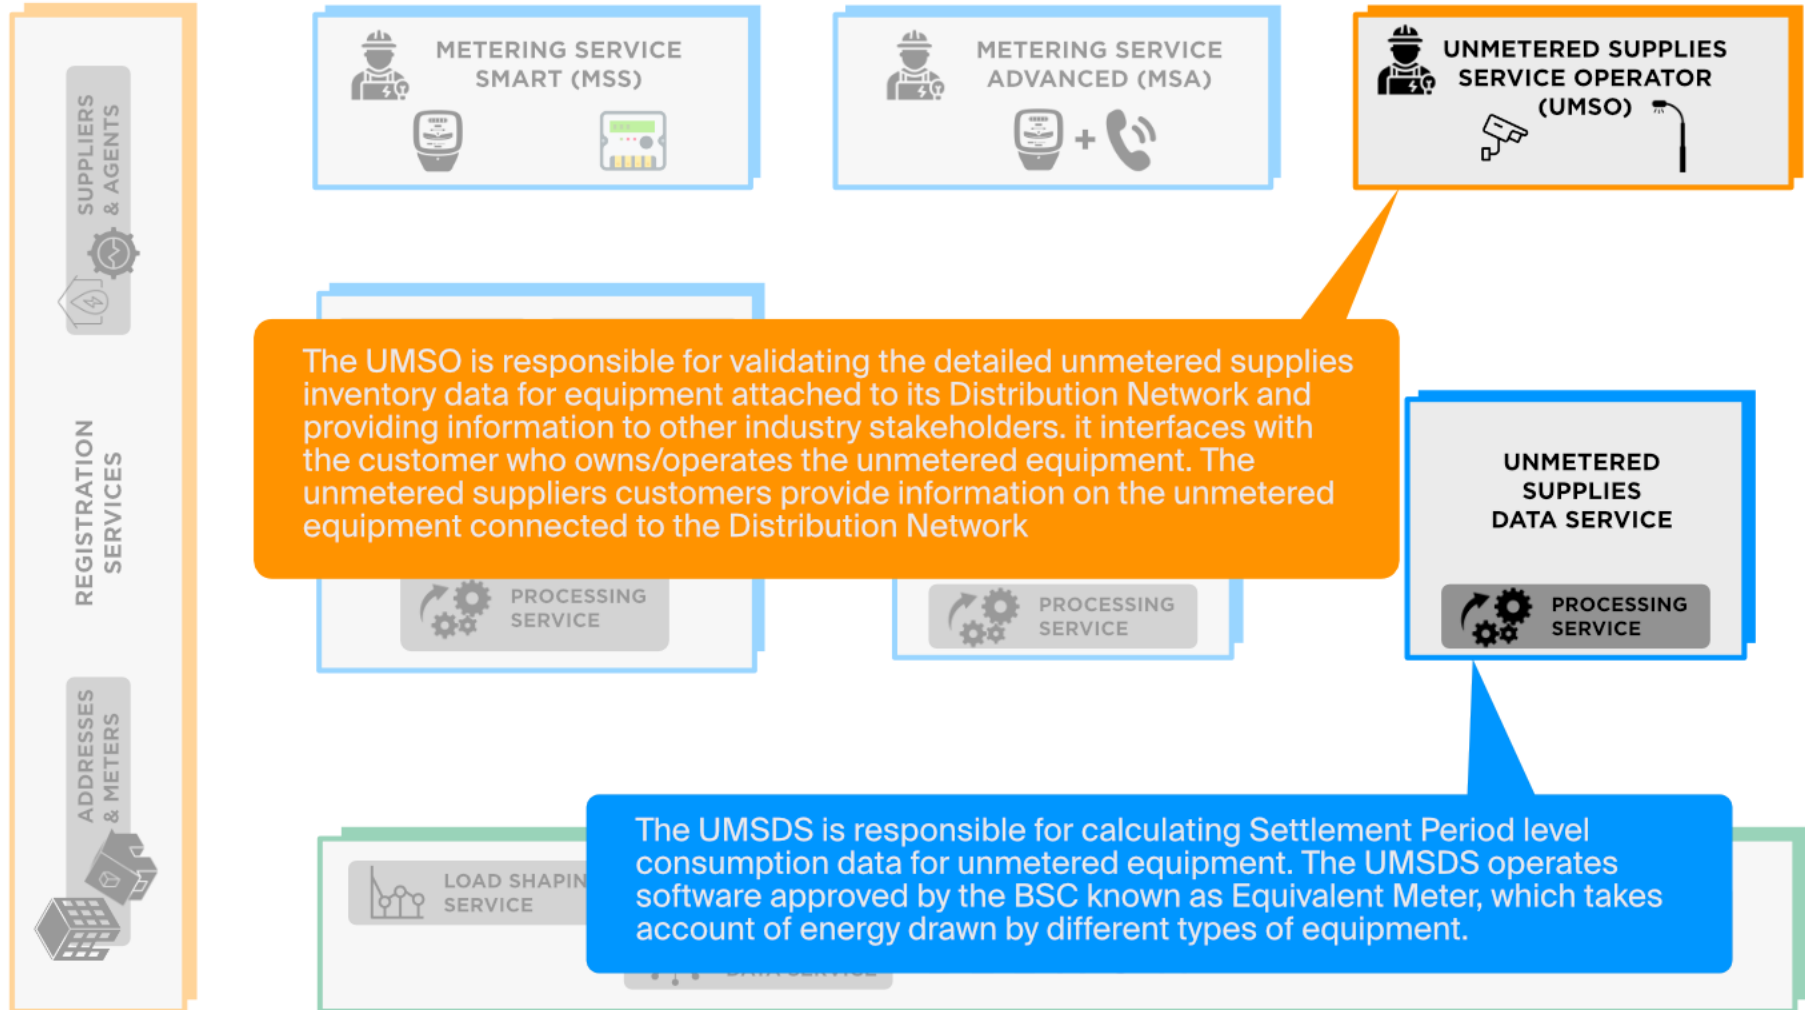 SUPPLIERS
& AGENTS
REGISTRATION
SERVICES
ADDRESSES
& METERS
METERING SERVICE
SMART (MSS)
METERING SERVICE
ADVANCED (MSA)
+
UNMETERED SUPPLIES
SERVICE OPERATOR
(UMSO)
The UMSO is responsible for validating the detailed unmetered supplies
inventory data for equipment attached to its Distribution Network and
providing information to other industry stakeholders. it interfaces with
the customer who owns/operates the unmetered equipment. The
unmetered suppliers customers provide information on the unmetered
equipment connected to the Distribution Network
PROCESSING
SERVICE
PROCESSING
SERVICE
UNMETERED
SUPPLIES
DATA SERVICE
PROCESSING
SERVICE
The UMSDS is responsible for calculating Settlement Period level
consumption data for unmetered equipment. The UMSDS operates
software approved by the BSC known as Equivalent Meter, which takes
account of energy drawn by different types of equipment.
LOAD SHAPIN
SERVICE
DATA SERVICE